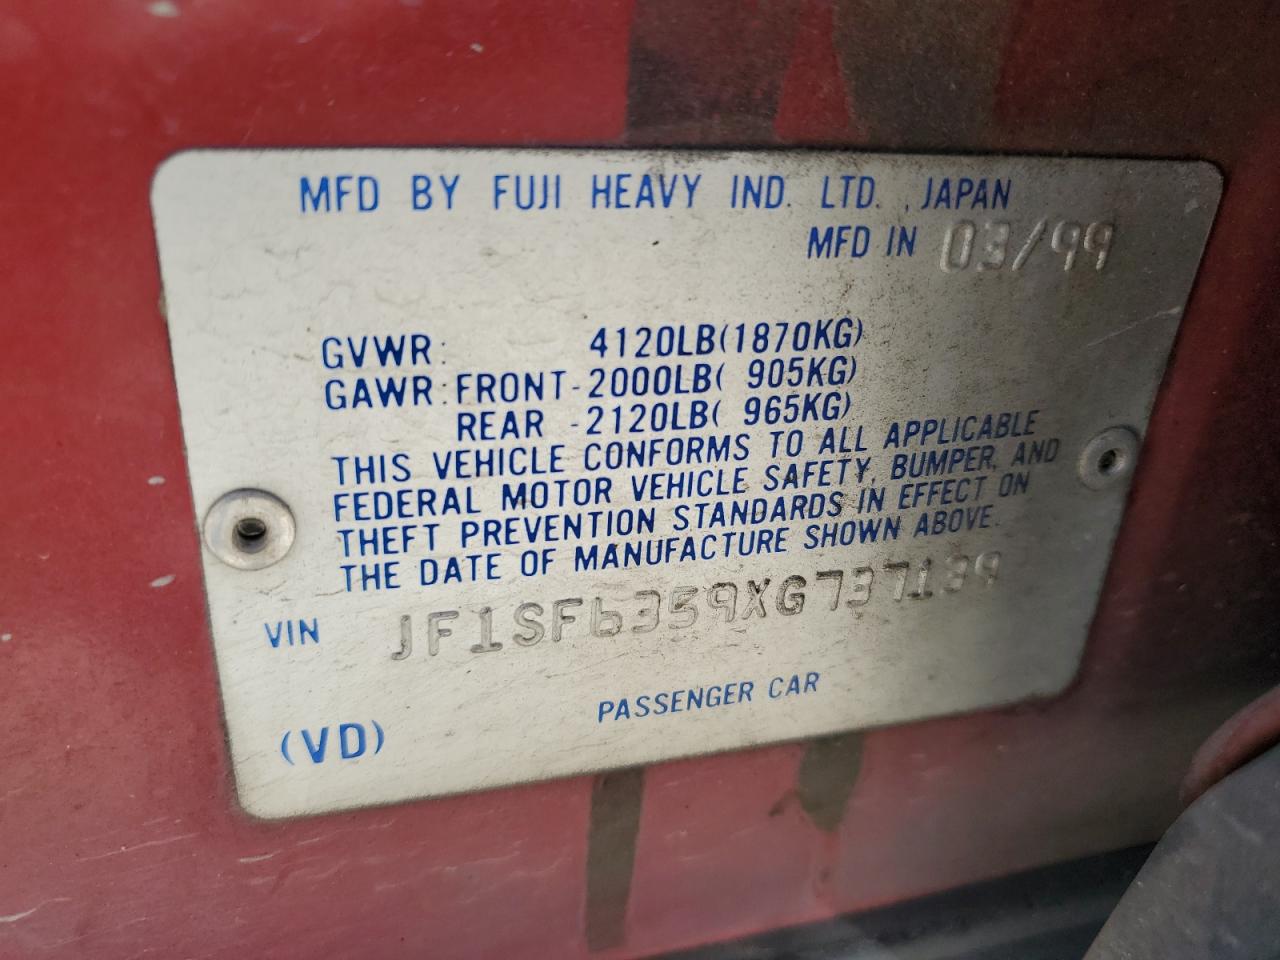 MFD BY FUJI HEAVY IND. LTD., JAPAN
MFD IN 03/99
GVWR: 4120LB(1870KG)
GAWR: FRONT-2000LB( 905KG)
REAR -2120LB( 965KG)
THIS VEHICLE CONFORMS TO ALL APPLICABLE
FEDERAL MOTOR VEHICLE SAFETY, BUMPER, AND
THEFT PREVENTION STANDARDS IN EFFECT ON
THE DATE OF MANUFACTURE SHOWN ABOVE.
VIN JF1SF6359XG737139
PASSENGER CAR
(VD)